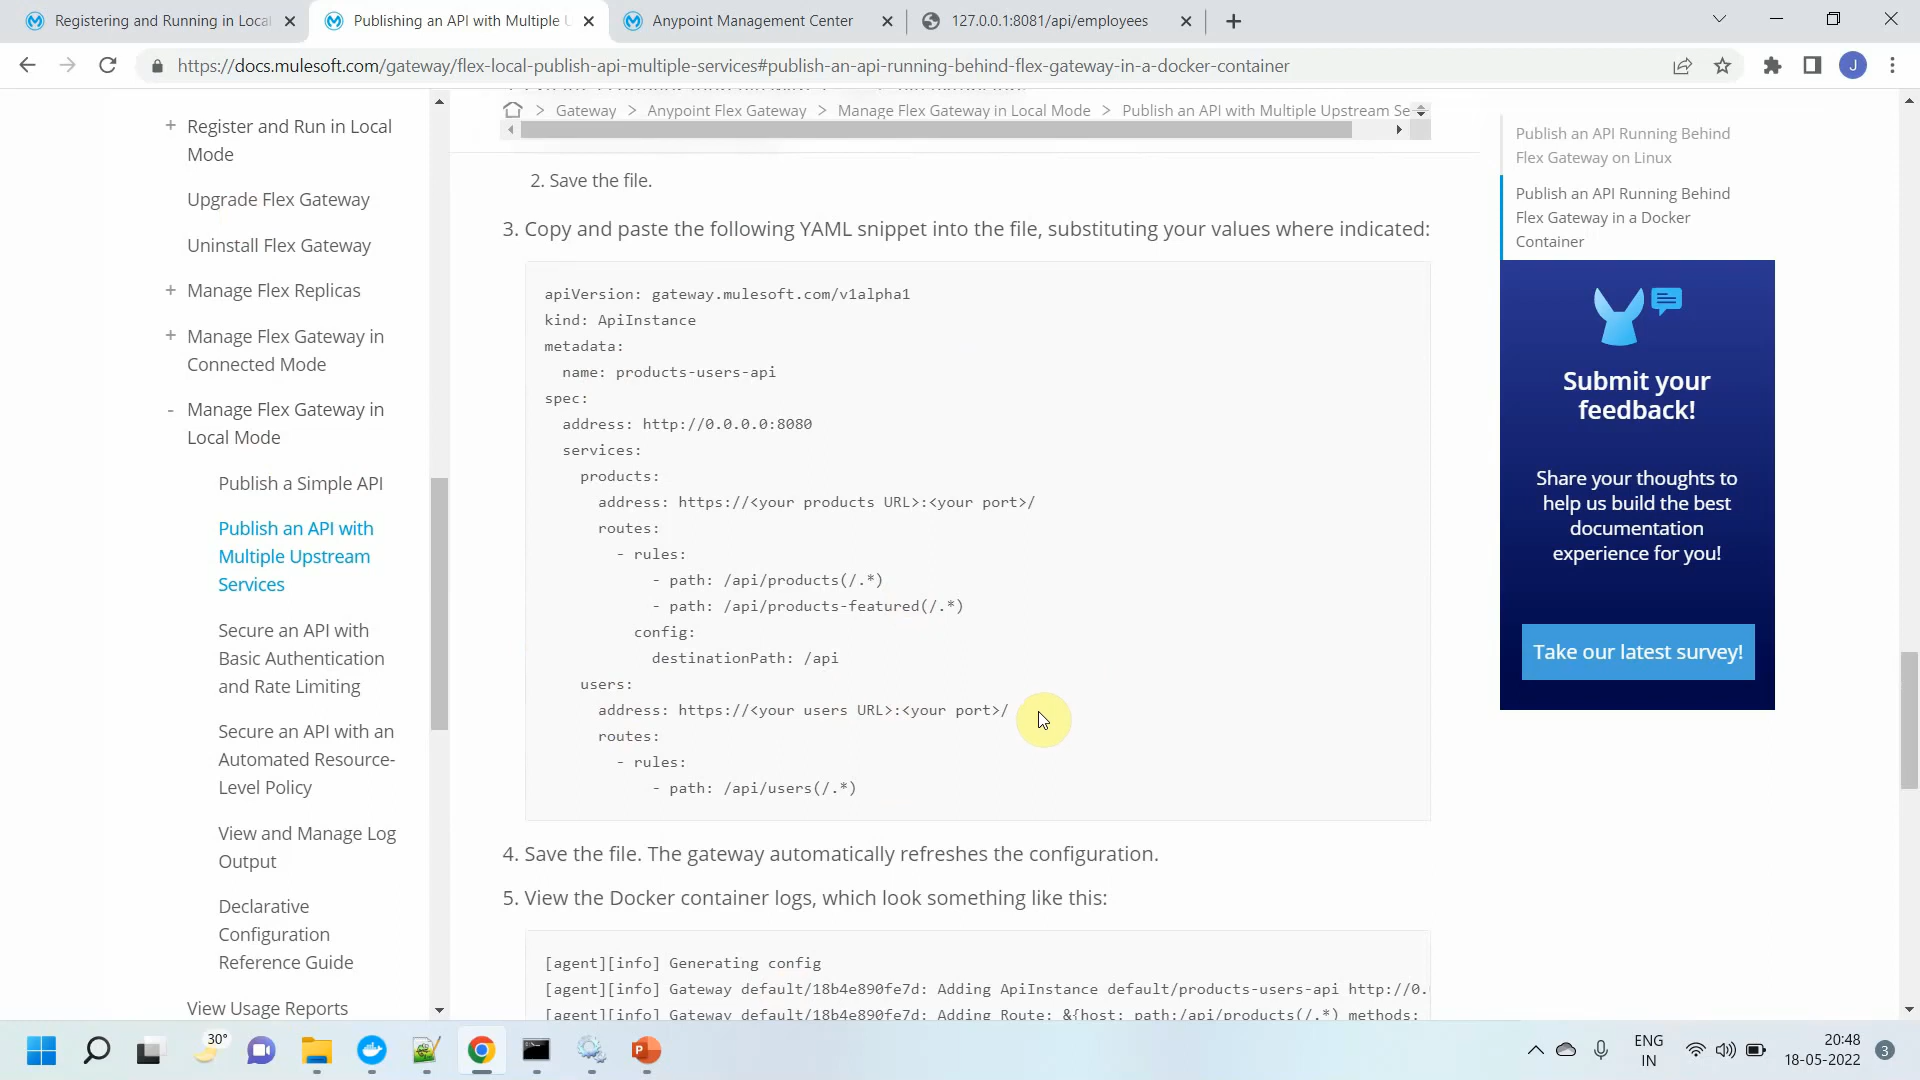 Registering and Running in Local
Publishing an API with Multiple U
Anypoint Management Center
127.0.0.1:8081/api/employees
https://docs.mulesoft.com/gateway/flex-local-publish-api-multiple-services#publish-an-api-running-behind-flex-gateway-in-a-docker-container
J
+ Register and Run in Local
Mode
Upgrade Flex Gateway
Uninstall Flex Gateway
+ Manage Flex Replicas
+ Manage Flex Gateway in
Connected Mode
- Manage Flex Gateway in
Local Mode
Publish a Simple API
Publish an API with
Multiple Upstream
Services
Secure an API with
Basic Authentication
and Rate Limiting
Secure an API with an
Automated Resource-
Level Policy
View and Manage Log
Output
Declarative
Configuration
Reference Guide
View Usage Reports
> Gateway > Anypoint Flex Gateway > Manage Flex Gateway in Local Mode > Publish an API with Multiple Upstream Se
2. Save the file.
3. Copy and paste the following YAML snippet into the file, substituting your values where indicated:
apiVersion: gateway.mulesoft.com/v1alpha1
kind: ApiInstance
metadata:
name: products-users-api
spec:
address: http://0.0.0.0:8080
services:
products:
address: https://<your products URL>:<your port>/
routes:
- rules:
- path: /api/products(/.*)
- path: /api/products-featured(/.*)
config:
destinationPath: /api
users:
address: https://<your users URL>:<your port>/
routes:
- rules:
- path: /api/users(/.*)
4. Save the file. The gateway automatically refreshes the configuration.
5. View the Docker container logs, which look something like this:
[agent][info] Generating config
[agent][info] Gateway default/18b4e890fe7d: Adding ApiInstance default/products-users-api http://0.
[agent][info] Gateway default/18b4e890fe7d: Adding Route: &{host: path:/api/products(/.*) methods:
Publish an API Running Behind
Flex Gateway on Linux
Publish an API Running Behind
Flex Gateway in a Docker
Container
Submit your
feedback!
Share your thoughts to
help us build the best
documentation
experience for you!
Take our latest survey!
30°
P
ENG
IN
20:48
18-05-2022
3